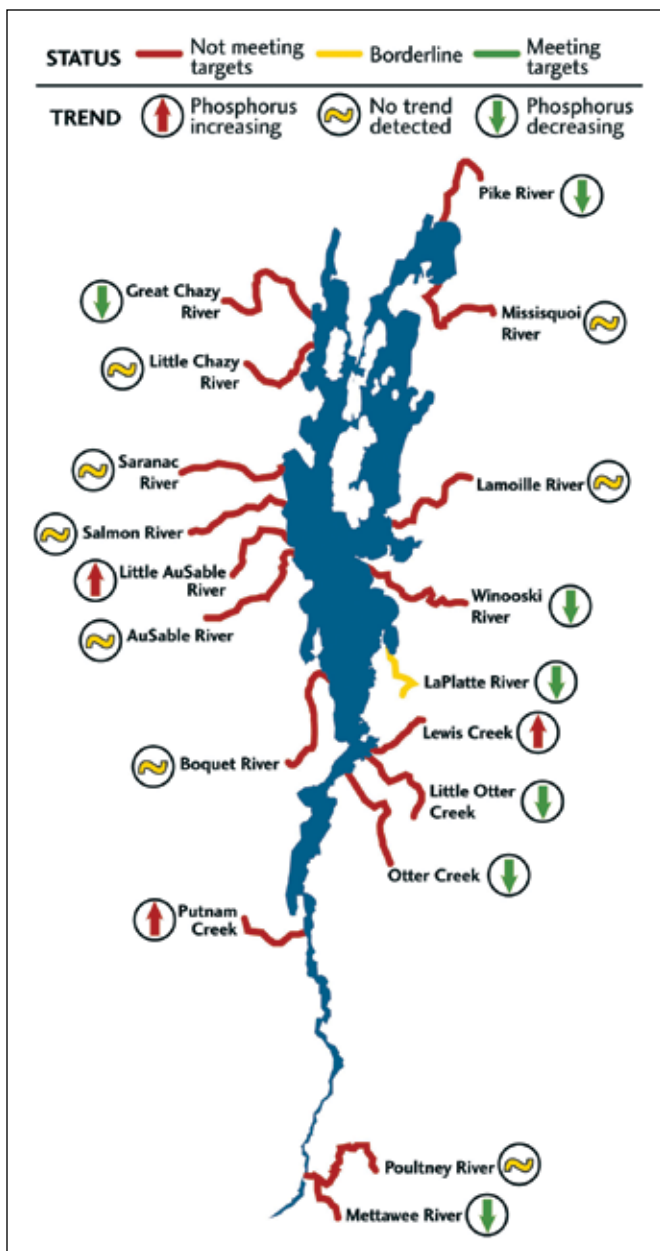 STATUS Not meeting targets Borderline Meeting targets
TREND Phosphorus increasing No trend detected Phosphorus decreasing
Pike River
Great Chazy
River
Missisquoi
River
Little Chazy
River
Saranac
River
Lamoille River
Salmon River
Little AuSable
River
Winooski
River
AuSable River
LaPlatte River
Lewis Creek
Boquet River
Little Otter
Creek
Otter Creek
Putnam
Creek
Poultney River
Mettawee River